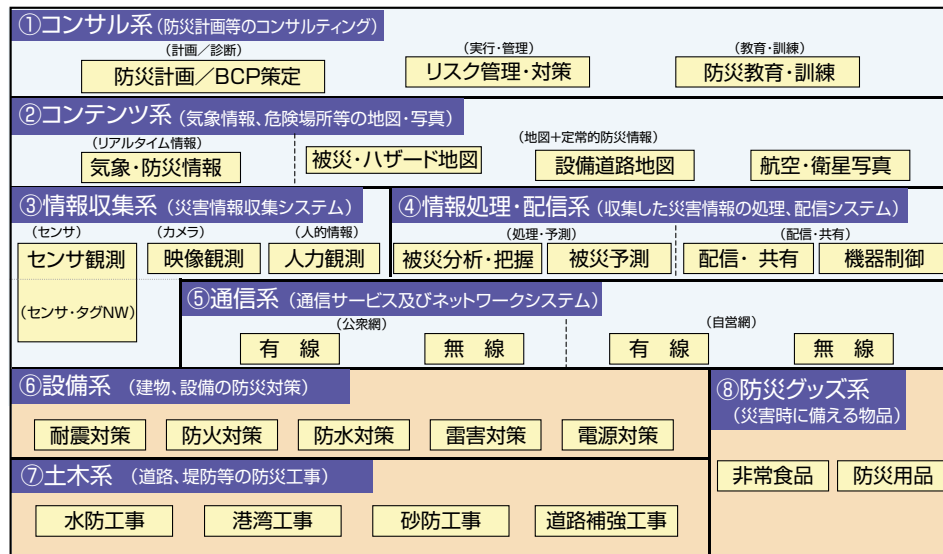 ①コンサル系(防災計画等のコンサルティング)
(計画／診断) (実行・管理) (教育・訓練)
防災計画／BCP策定 リスク管理・対策 防災教育・訓練
②コンテンツ系(気象情報、危険場所等の地図・写真)
(リアルタイム情報) (地図＋定常的防災情報)
気象・防災情報 被災・ハザード地図 設備道路地図 航空・衛星写真
③情報収集系(災害情報収集システム) ④情報処理・配信系(収集した災害情報の処理、配信システム)
(センサ) (カメラ) (人的情報) (処理・予測) (配信・共有)
センサ観測 映像観測 人力観測 被災分析・把握 被災予測 配信・ 共有 機器制御
(センサ・タグNW)
⑤通信系(通信サービス及びネットワークシステム)
(公衆網) (自営網)
有　線 無　線 有　線 無　線
⑥設備系 (建物、設備の防災対策)
耐震対策 防火対策 防水対策 雷害対策 電源対策
⑦土木系 (道路、堤防等の防災工事)
水防工事 港湾工事 砂防工事 道路補強工事
⑧防災グッズ系
(災害時に備える物品)
非常食品 防災用品